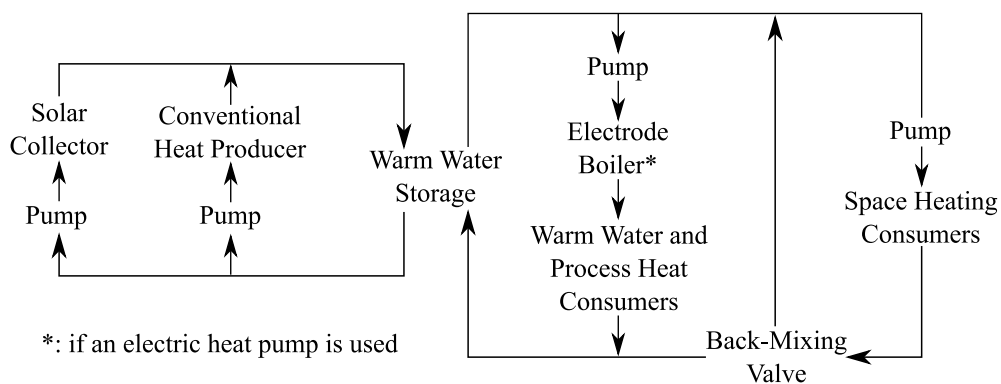 Solar
Collector
Pump
Conventional
Heat Producer
Pump
Warm Water
Storage
Pump
Electrode
Boiler*
Warm Water and
Process Heat
Consumers
Pump
Space Heating
Consumers
Back-Mixing
Valve
*: if an electric heat pump is used